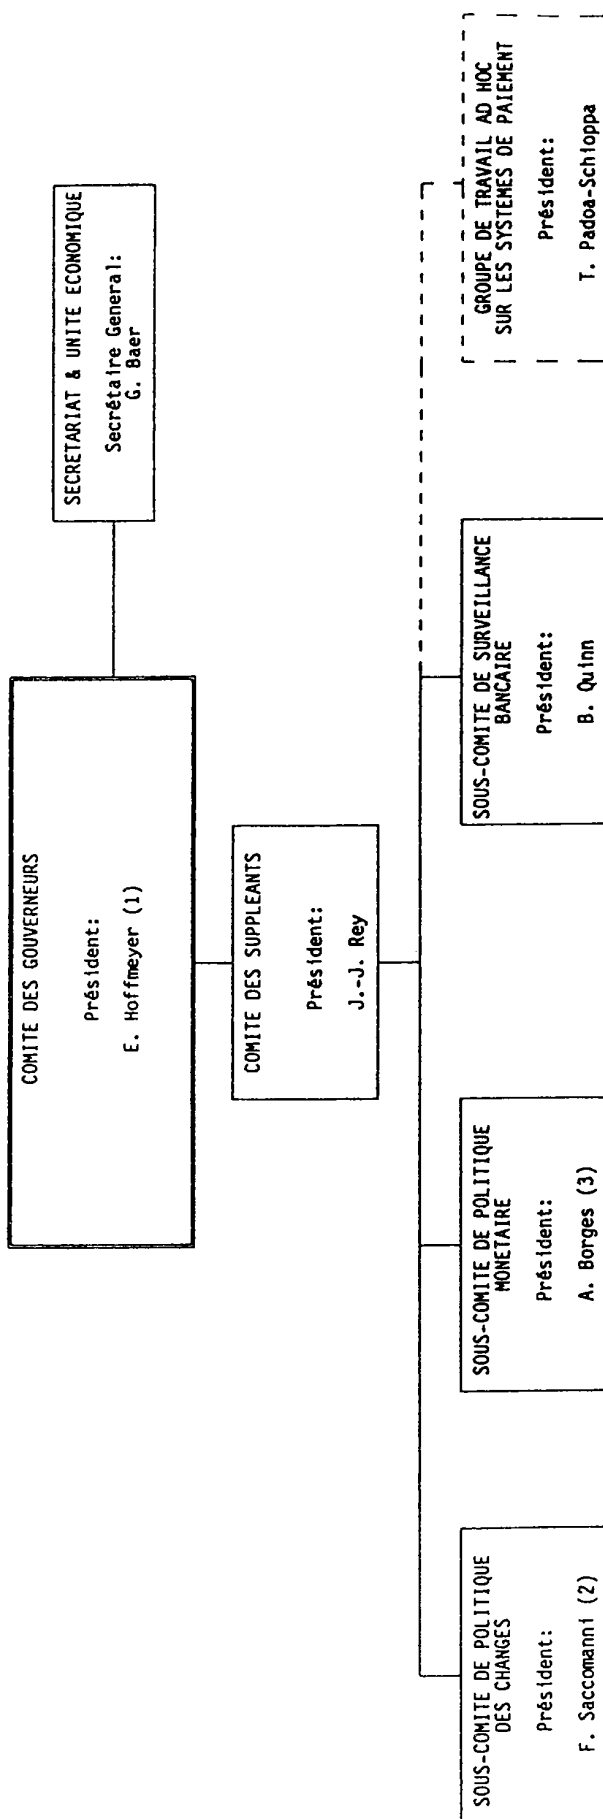 COMITE DES GOUVERNEURS
Président:
E. Hoffmeyer (1)
SECRETARIAT & UNITE ECONOMIQUE
Secrétaire General:
G. Baer
COMITE DES SUPPLEANTS
Président:
J.-J. Rey
SOUS-COMITE DE POLITIQUE
DES CHANGES
Président:
F. Saccomanni (2)
SOUS-COMITE DE POLITIQUE
MONETAIRE
Président:
A. Borges (3)
SOUS-COMITE DE SURVEILLANCE
BANCAIRE
Président:
B. Quinn
GROUPE DE TRAVAIL AD HOC
SUR LES SYSTEMES DE PAIEMENT
Président:
T. Padoa-Schioppa